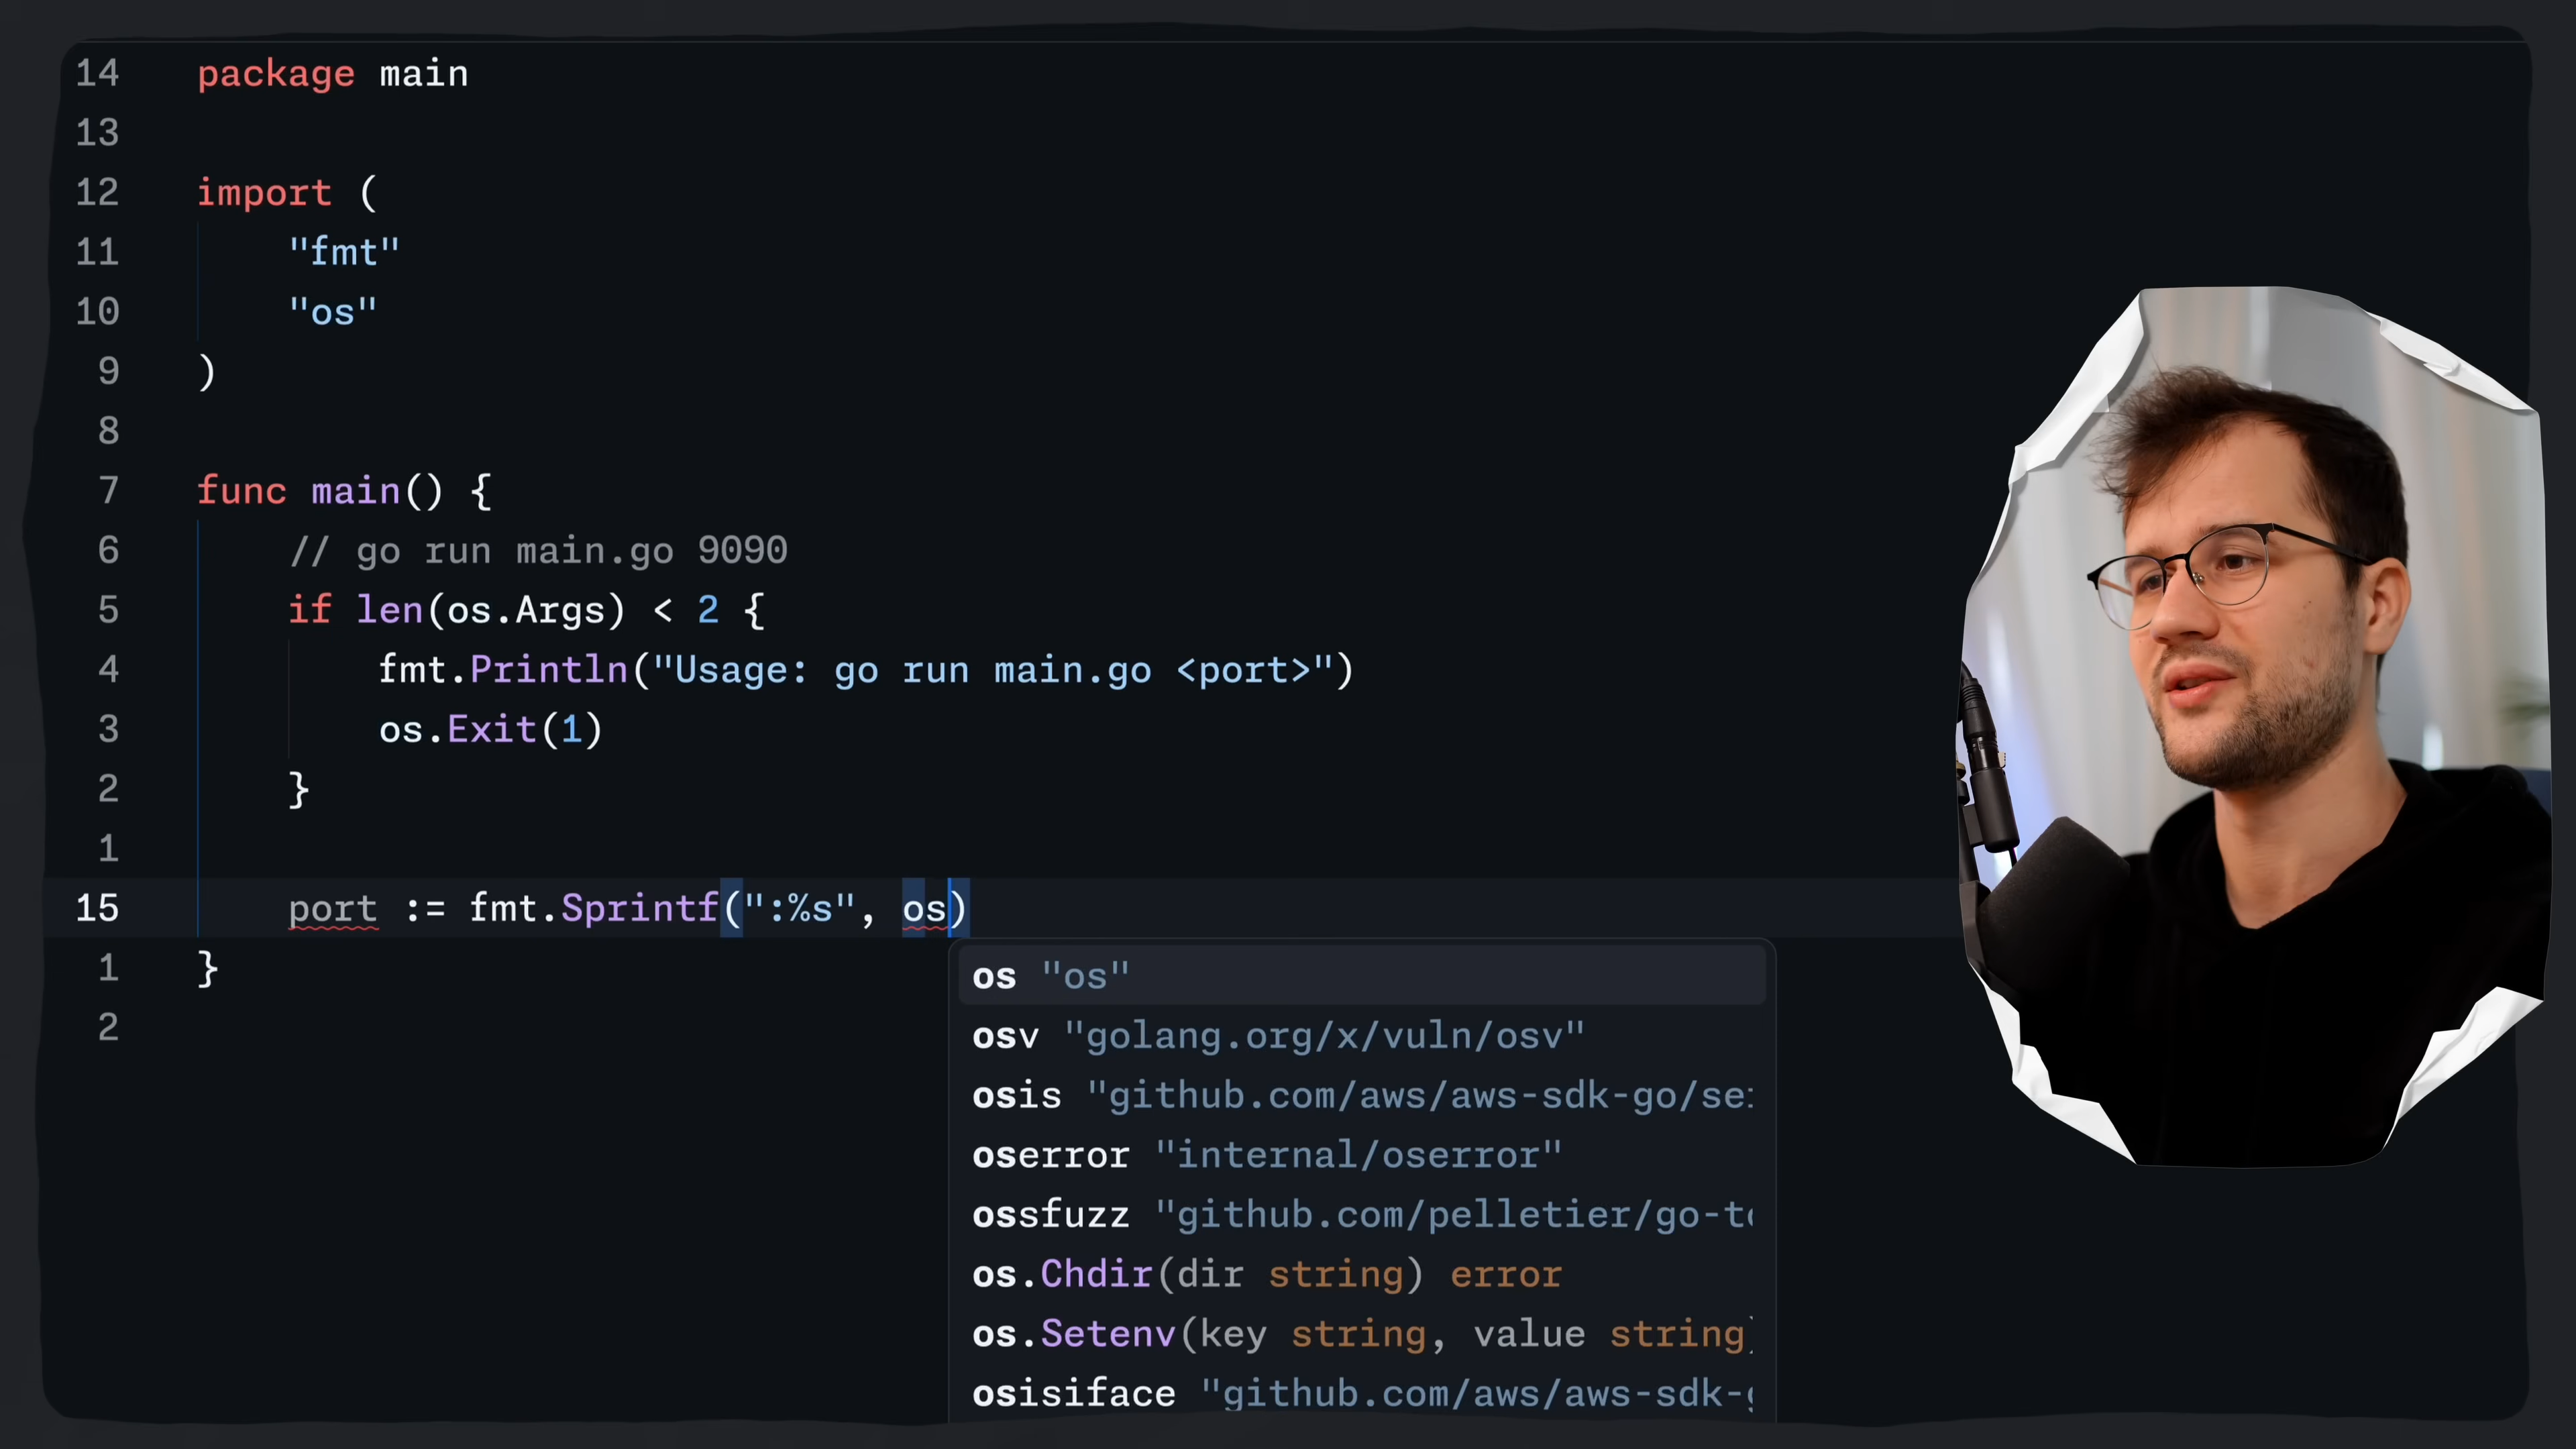 14 package main
13
12 import (
11 "fmt"
10 "os"
9 )
8
7 func main() {
6 // go run main.go 9090
5 if len(os.Args) < 2 {
4 fmt.Println("Usage: go run main.go <port>")
3 os.Exit(1)
2 }
1
15 port := fmt.Sprintf(":%s", os)
1 }
2
os "os"
osv "golang.org/x/vuln/osv"
osis "github.com/aws/aws-sdk-go/se
oserror "internal/oserror"
ossfuzz "github.com/pelletier/go-t
os.Chdir(dir string) error
os.Setenv(key string, value string)
osisiface "github.com/aws/aws-sdk-